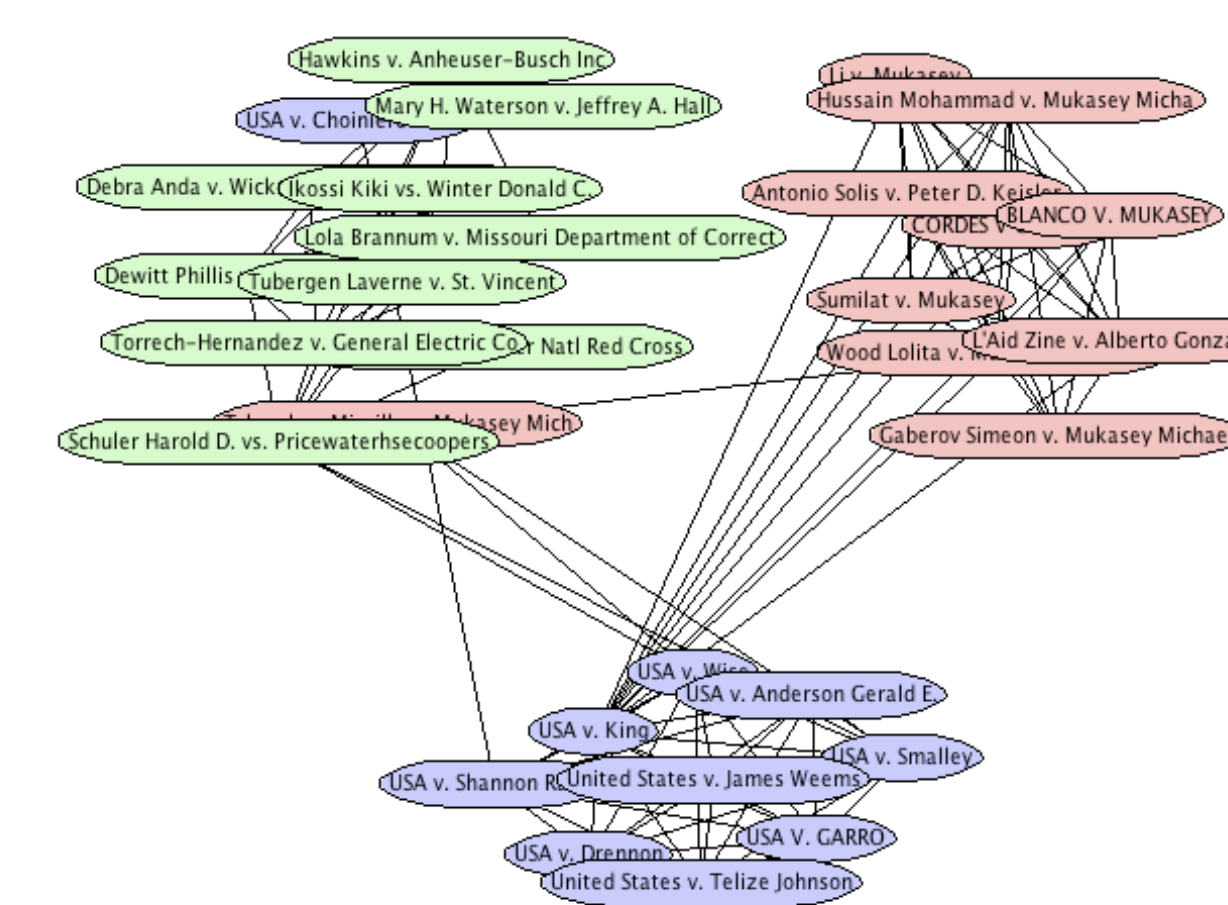 Hawkins v. Anheuser-Busch Inc
Mary H. Waterson v. Jeffrey A. Hall
USA v. Choinier
Debra Anda v. Wick
Ikossi Kiki vs. Winter Donald C.
Lola Brannum v. Missouri Department of Correct
Dewitt Phillis
Tubergen Laverne v. St. Vincent
Torrech-Hernandez v. General Electric Co.
r Natl Red Cross
Mukasey Mich
Schuler Harold D. vs. Pricewaterhsecoopers
Li v. Mukasey
Hussain Mohammad v. Mukasey Micha
Antonio Solis v. Peter D. Keisler
BLANCO V. MUKASEY
CORDES v
Sumilat v. Mukasey
L'Aid Zine v. Alberto Gonza
Wood Lolita v.
Gaberov Simeon v. Mukasey Michae
USA v. Wise
USA v. Anderson Gerald E.
USA v. King
USA v. Smalley
USA v. Shannon R
United States v. James Weems
USA V. GARRO
USA v. Drennon
United States v. Telize Johnson